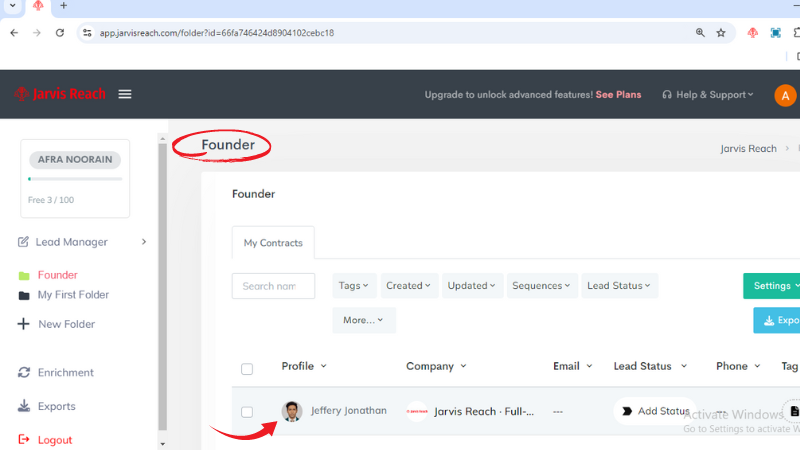 app.jarvisreach.com/folder?id=66fa746424d8904102cebc18
Jarvis Reach
Upgrade to unlock advanced features! See Plans
Help & Support
A
AFRA NOORAIN
Free 3 / 100
Lead Manager
Founder
My First Folder
New Folder
Enrichment
Exports
Logout
Founder
Jarvis Reach
Founder
My Contracts
Search nam
Tags Created Updated Sequences Lead Status
Settings
More...
Expo
Profile Company Email Lead Status Phone Tag
Jeffery Jonathan Jarvis Reach · Full-... --- Add Status ---
Activate Windows
Go to Settings to activate W